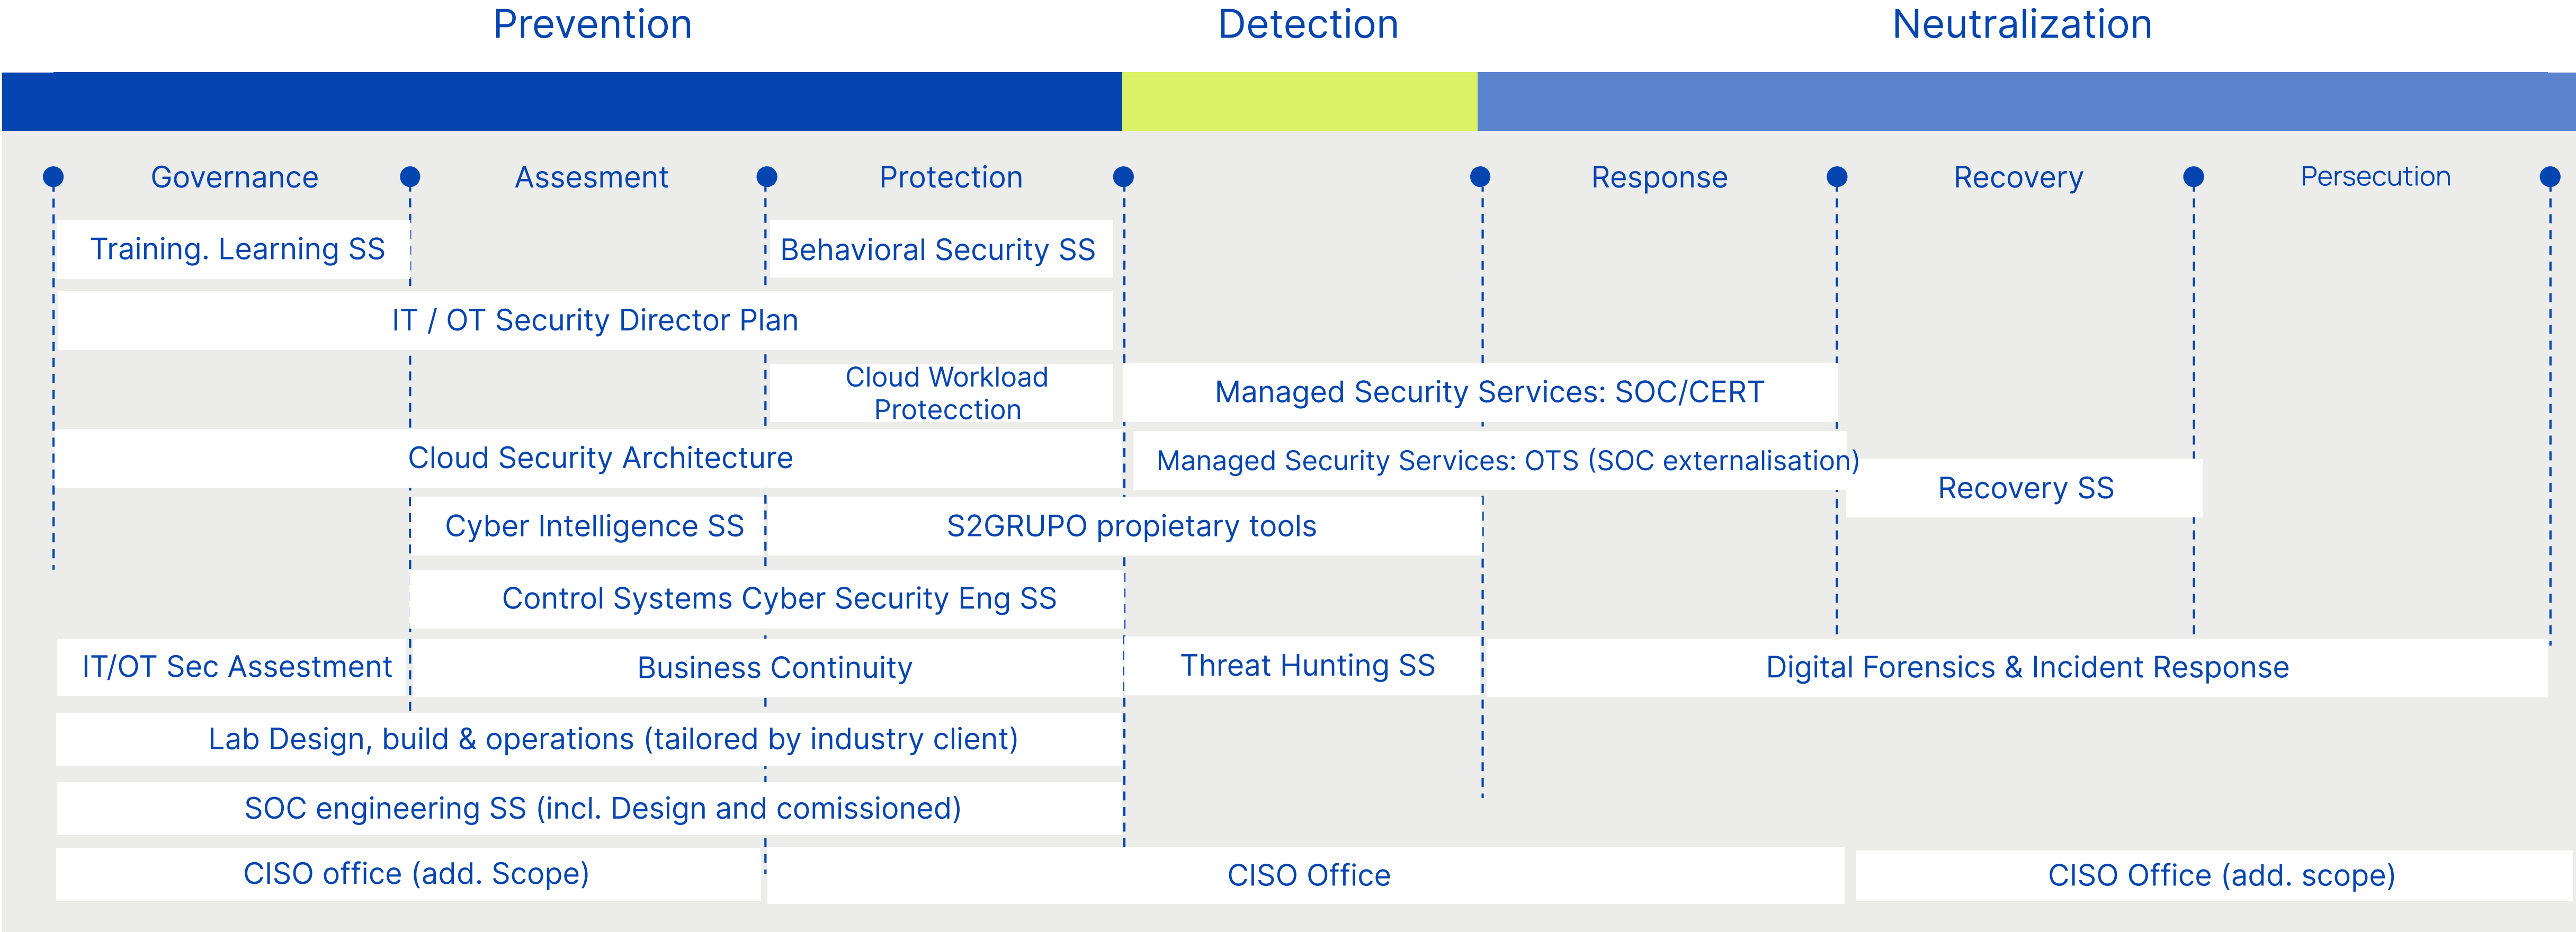 Prevention
Detection
Neutralization
Governance
Assesment
Protection
Response
Recovery
Persecution
Training. Learning SS
Behavioral Security SS
IT / OT Security Director Plan
Cloud Workload
Protecction
Managed Security Services: SOC/CERT
Cloud Security Architecture
Managed Security Services: OTS (SOC externalisation)
Recovery SS
Cyber Intelligence SS
S2GRUPO propietary tools
Control Systems Cyber Security Eng SS
IT/OT Sec Assestment
Business Continuity
Threat Hunting SS
Digital Forensics & Incident Response
Lab Design, build & operations (tailored by industry client)
SOC engineering SS (incl. Design and comissioned)
CISO office (add. Scope)
CISO Office
CISO Office (add. scope)